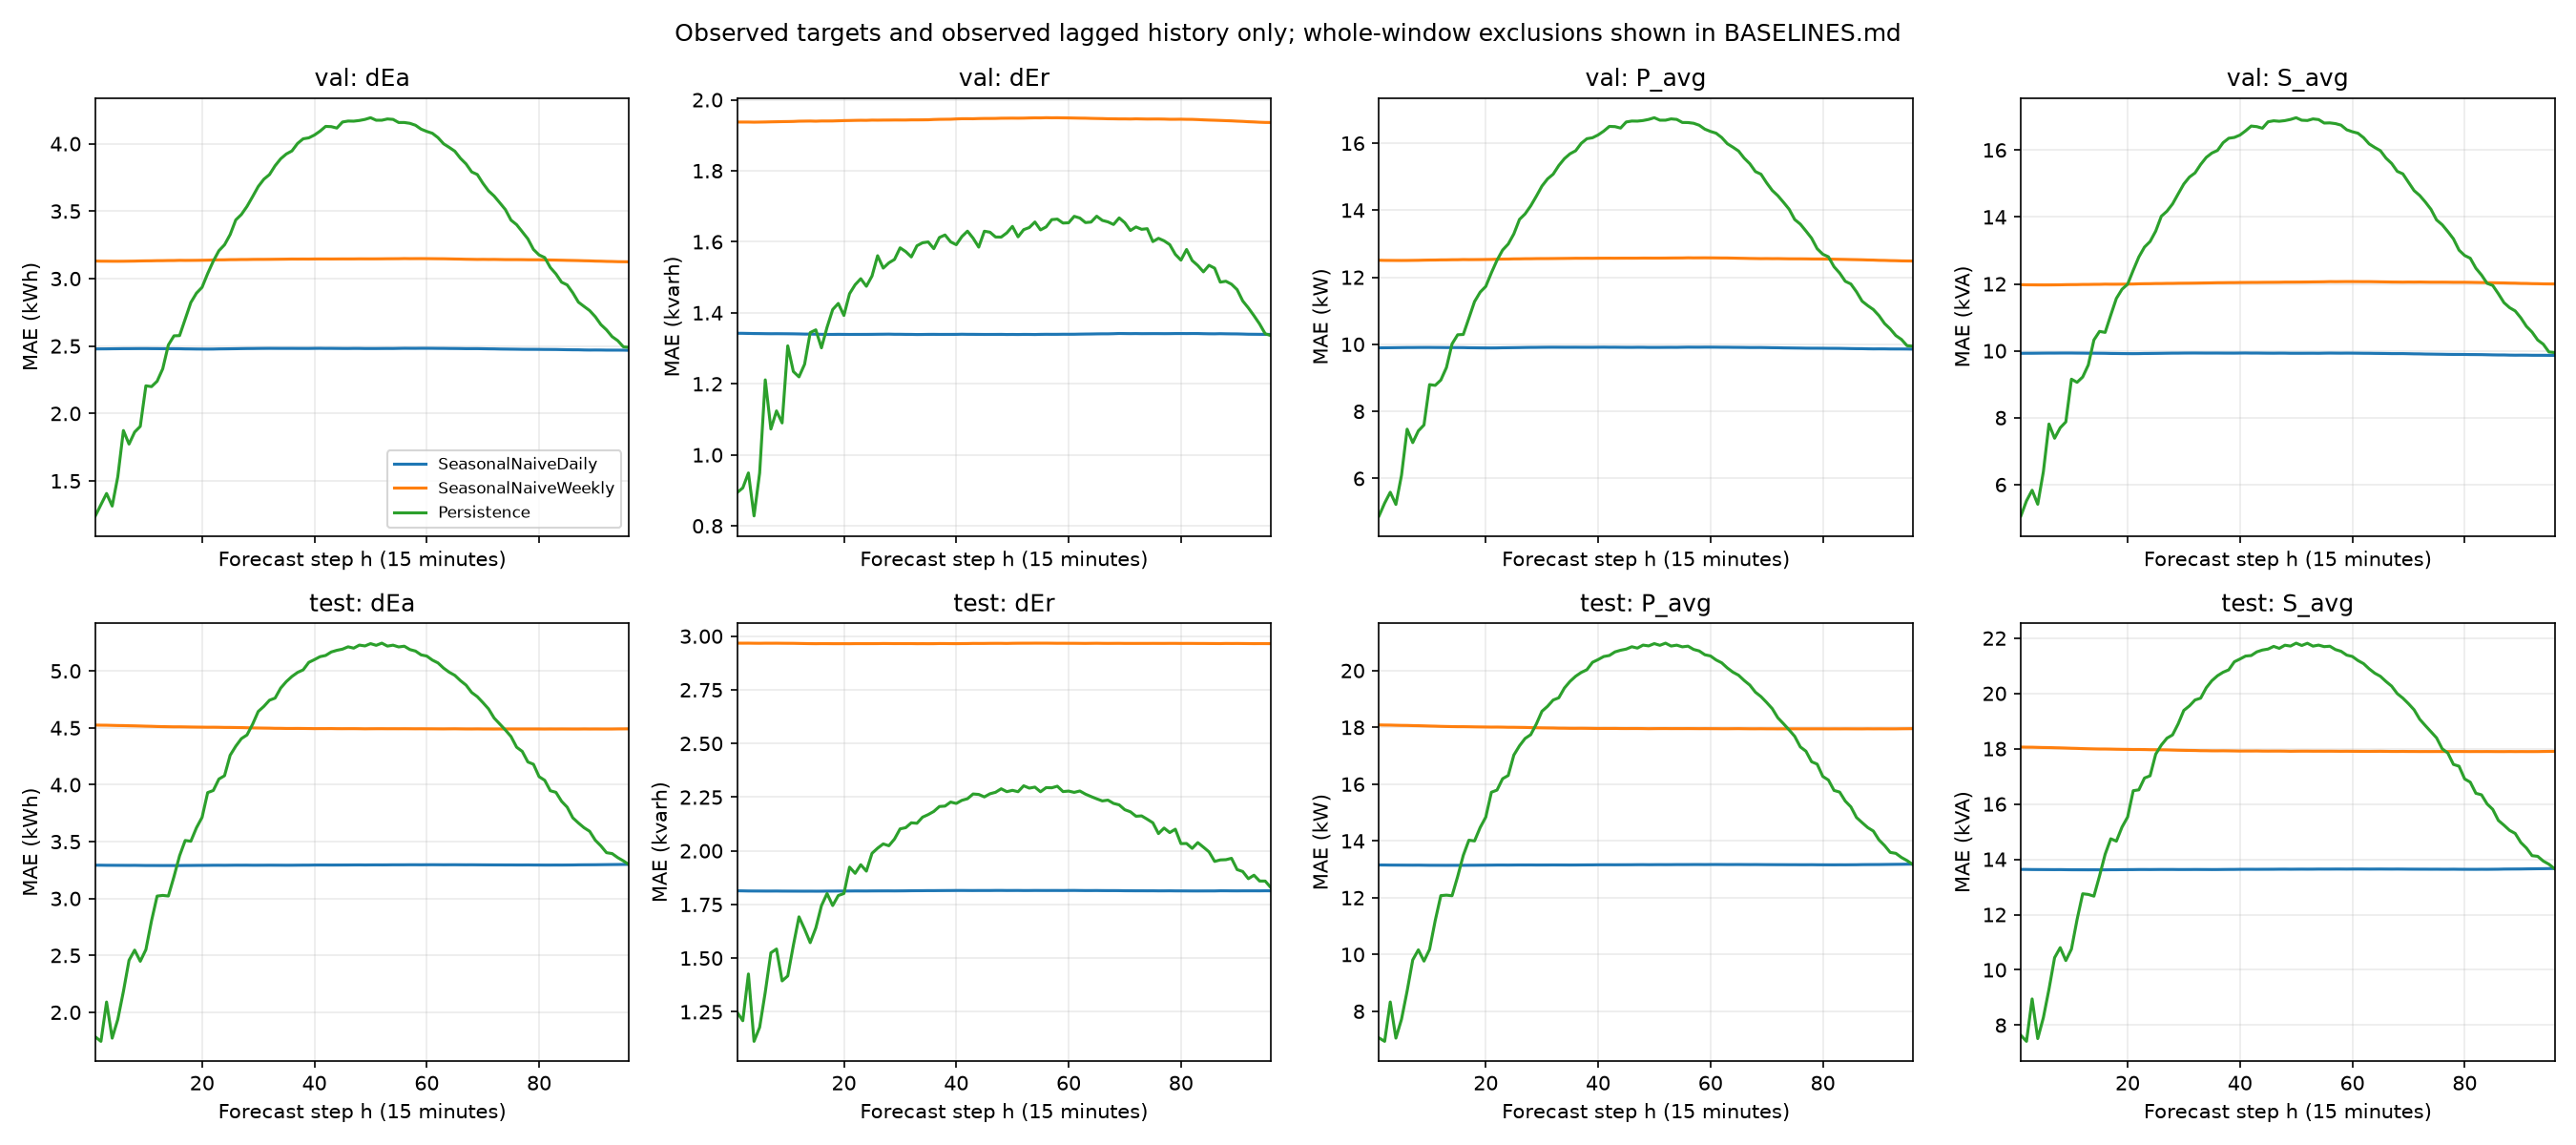 Observed targets and observed lagged history only; whole-window exclusions shown in BASELINES.md
val: dEa
MAE (kWh)
4.0
3.5
3.0
2.5
2.0
1.5
SeasonalNaiveDaily
SeasonalNaiveWeekly
Persistence
Forecast step h (15 minutes)
val: dEr
MAE (kvarh)
2.0
1.8
1.6
1.4
1.2
1.0
0.8
Forecast step h (15 minutes)
val: P_avg
MAE (kW)
16
14
12
10
8
6
Forecast step h (15 minutes)
val: S_avg
MAE (kVA)
16
14
12
10
8
6
Forecast step h (15 minutes)
test: dEa
MAE (kWh)
5.0
4.5
4.0
3.5
3.0
2.5
2.0
20 40 60 80
Forecast step h (15 minutes)
test: dEr
MAE (kvarh)
3.00
2.75
2.50
2.25
2.00
1.75
1.50
1.25
20 40 60 80
Forecast step h (15 minutes)
test: P_avg
MAE (kW)
20
18
16
14
12
10
8
20 40 60 80
Forecast step h (15 minutes)
test: S_avg
MAE (kVA)
22
20
18
16
14
12
10
8
20 40 60 80
Forecast step h (15 minutes)